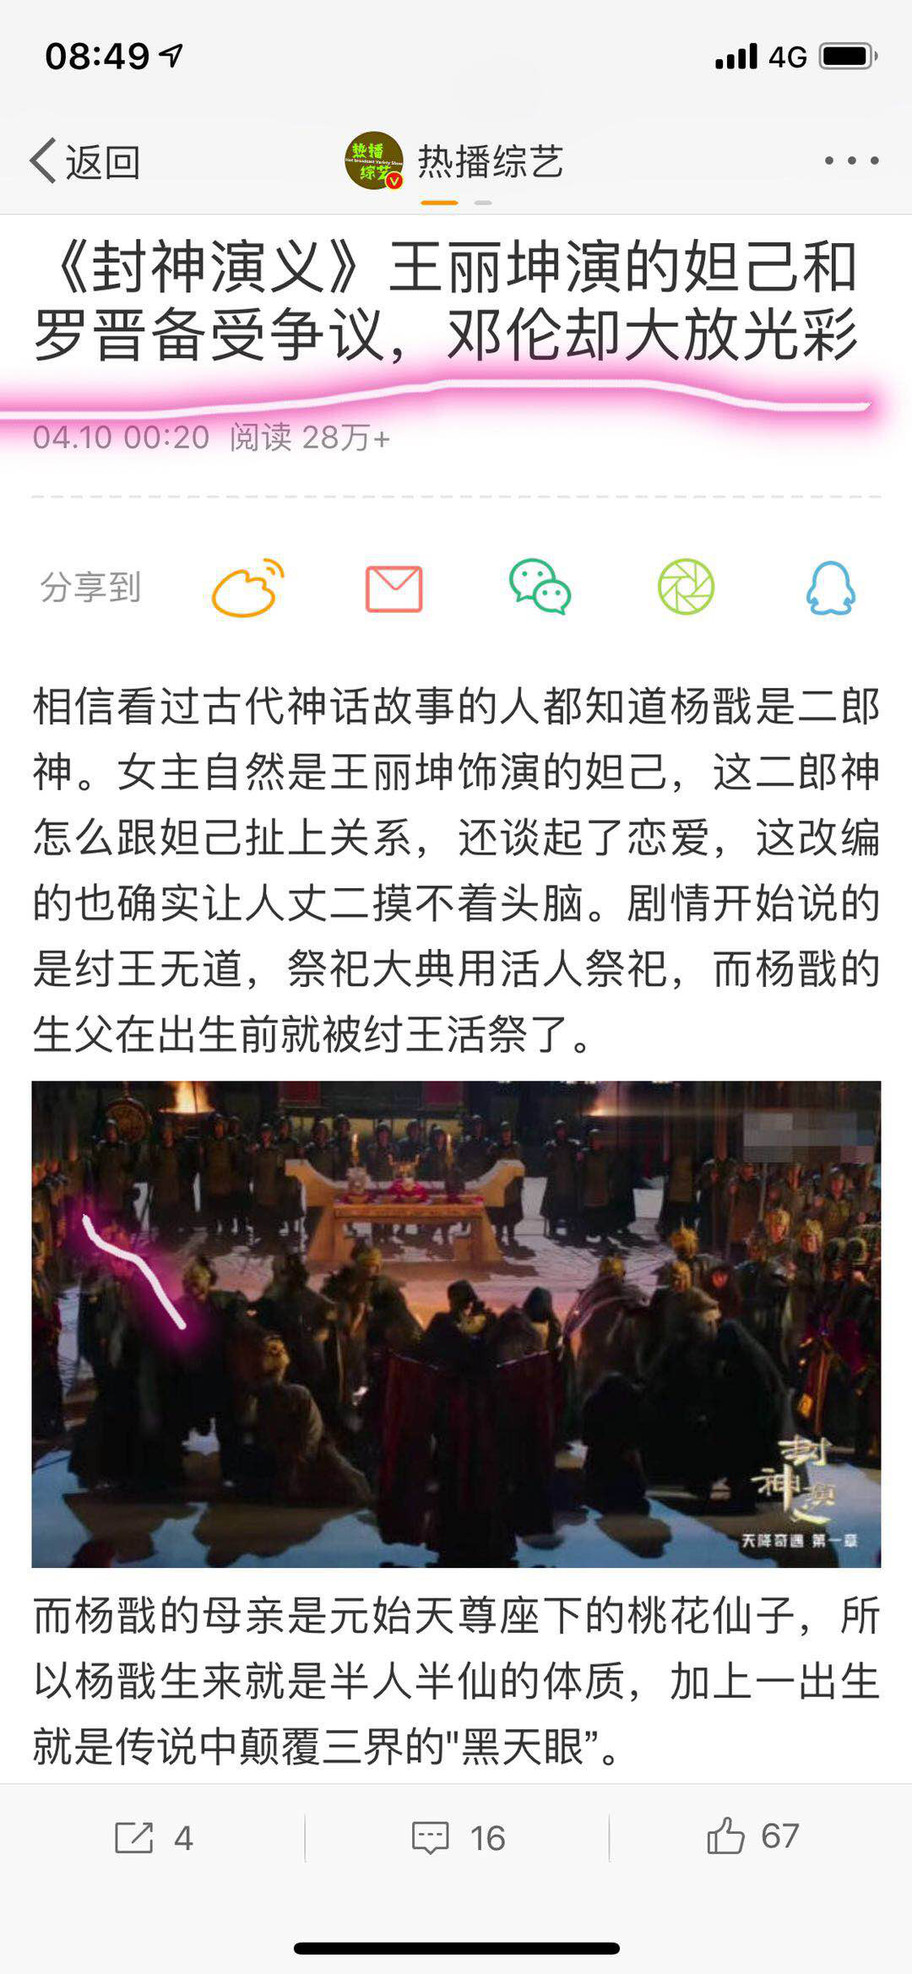 08:49
4G
返回
热播综艺
热播
综艺
《封神演义》王丽坤演的妲己和
罗晋备受争议，邓伦却大放光彩
04.10 00:20 阅读 28万+
分享到
相信看过古代神话故事的人都知道杨戬是二郎
神。女主自然是王丽坤饰演的妲己，这二郎神
怎么跟妲己扯上关系，还谈起了恋爱，这改编
的也确实让人丈二摸不着头脑。剧情开始说的
是纣王无道，祭祀大典用活人祭祀，而杨戬的
生父在出生前就被纣王活祭了。
封神演义
天降奇遇 第一章
而杨戬的母亲是元始天尊座下的桃花仙子，所
以杨戬生来就是半人半仙的体质，加上一出生
就是传说中颠覆三界的"黑天眼”。
4
16
67